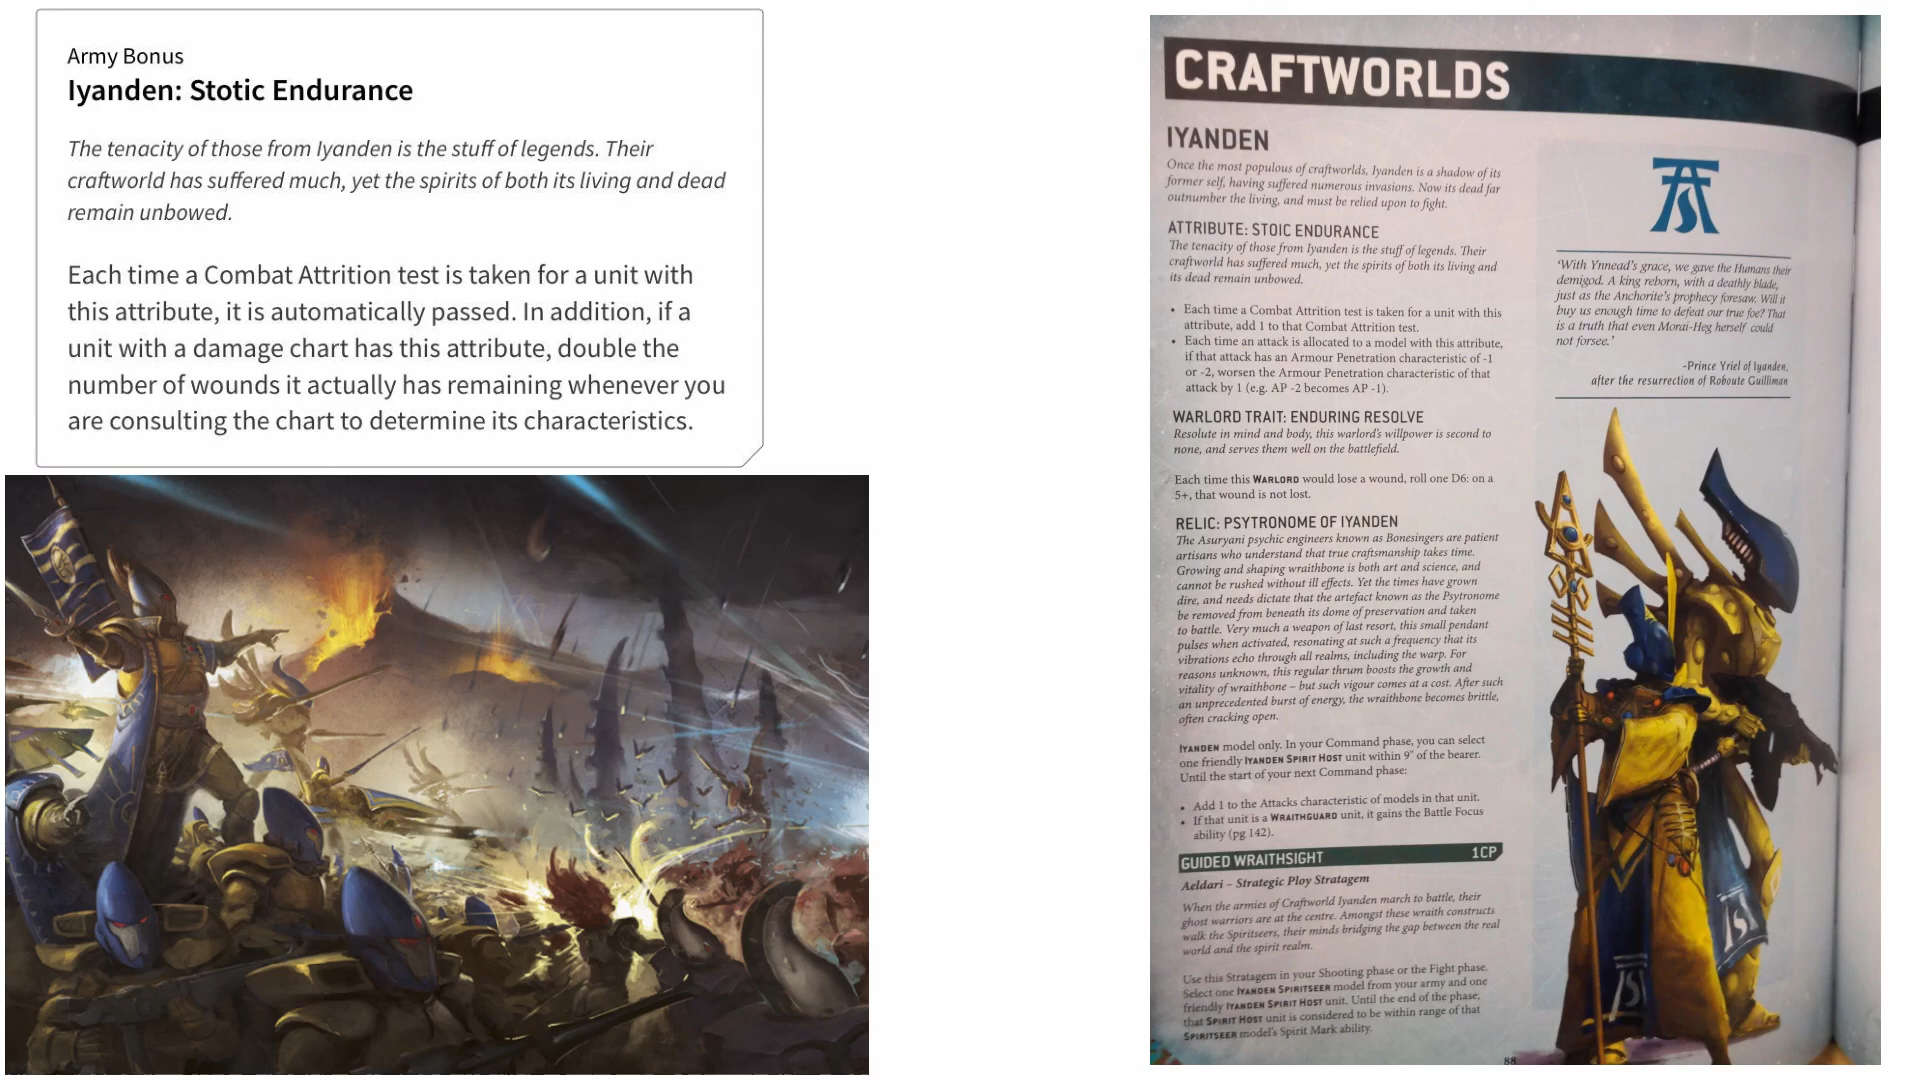 Army Bonus
Iyanden: Stotic Endurance
The tenacity of those from Iyanden is the stuff of legends. Their
craftworld has suffered much, yet the spirits of both its living and dead
remain unbowed.
Each time a Combat Attrition test is taken for a unit with
this attribute, it is automatically passed. In addition, if a
unit with a damage chart has this attribute, double the
number of wounds it actually has remaining whenever you
are consulting the chart to determine its characteristics.
CRAFTWORLDS
IYANDEN
Once the most populous of craftworlds, Iyanden is a shadow of its
former self, having suffered numerous invasions. Now its dead far
outnumber the living, and must be relied upon to fight.
ATTRIBUTE: STOIC ENDURANCE
The tenacity of those from Iyanden is the stuff of legends. Their
craftworld has suffered much, yet the spirits of both its living and
its dead remain unbowed.
• Each time a Combat Attrition test is taken for a unit with this
attribute, add 1 to that Combat Attrition test.
• Each time an attack is allocated to a model with this attribute,
if that attack has an Armour Penetration characteristic of -1
or -2, worsen the Armour Penetration characteristic of that
attack by 1 (e.g. AP -2 becomes AP -1).
WARLORD TRAIT: ENDURING RESOLVE
Resolute in mind and body, this warlord's willpower is second to
none, and serves them well on the battlefield.
Each time this WARLORD would lose a wound, roll one D6: on a
5+, that wound is not lost.
RELIC: PSYTRONOME OF IYANDEN
The Asuryani psychic engineers known as Bonesingers are patient
artisans who understand that true craftsmanship takes time.
Growing and shaping wraithbone is both art and science, and
cannot be rushed without ill effects. Yet the times have grown
dire, and needs dictate that the artefact known as the Psytronome
be removed from beneath its dome of preservation and taken
to battle. Very much a weapon of last resort, this small pendant
pulses when activated, resonating at such a frequency that its
vibrations echo through all realms, including the warp. For
reasons unknown, this regular thrum boosts the growth and
vitality of wraithbone – but such vigour comes at a cost. After such
an unprecedented burst of energy, the wraithbone becomes brittle,
often cracking open.
IYANDEN model only. In your Command phase, you can select
one friendly IYANDEN SPIRIT HOST unit within 9" of the bearer.
Until the start of your next Command phase:
• Add 1 to the Attacks characteristic of models in that unit.
• If that unit is a WRAITHGUARD unit, it gains the Battle Focus
ability (pg 142).
GUIDED WRAITHSIGHT 1CP
Aeldari – Strategic Ploy Stratagem
When the armies of Craftworld Iyanden march to battle, their
ghost warriors are at the centre. Amongst these wraith constructs
walk the Spiritseers, their minds bridging the gap between the real
world and the spirit realm.
Use this Stratagem in your Shooting phase or the Fight phase.
Select one IYANDEN SPIRITSEER model from your army and one
friendly IYANDEN SPIRIT HOST unit. Until the end of the phase,
that SPIRIT HOST unit is considered to be within range of that
SPIRITSEER model's Spirit Mark ability.
'With Ynnead's grace, we gave the Humans their
demigod. A king reborn, with a deathly blade,
just as the Anchorite's prophecy foresaw. Will it
buy us enough time to defeat our true foe? That
is a truth that even Morai-Heg herself could
not forsee.'
-Prince Yriel of Iyanden,
after the resurrection of Roboute Guilliman
88